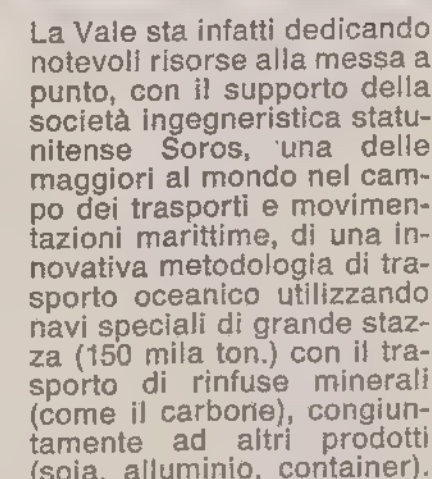 La Vale sta infatti dedicando
notevoli risorse alla messa a
punto, con il supporto della
società ingegneristica statu-
nitense Soros, una delle
maggiori al mondo nel cam-
po dei trasporti e movimen-
tazioni marittime, di una in-
novativa metodologia di tra-
sporto oceanico utilizzando
navi speciali di grande staz-
za (150 mila ton.) con il tra-
sporto di rinfuse minerali
(come il carbone), congiun-
tamente ad altri prodotti
(soia, alluminio, container).